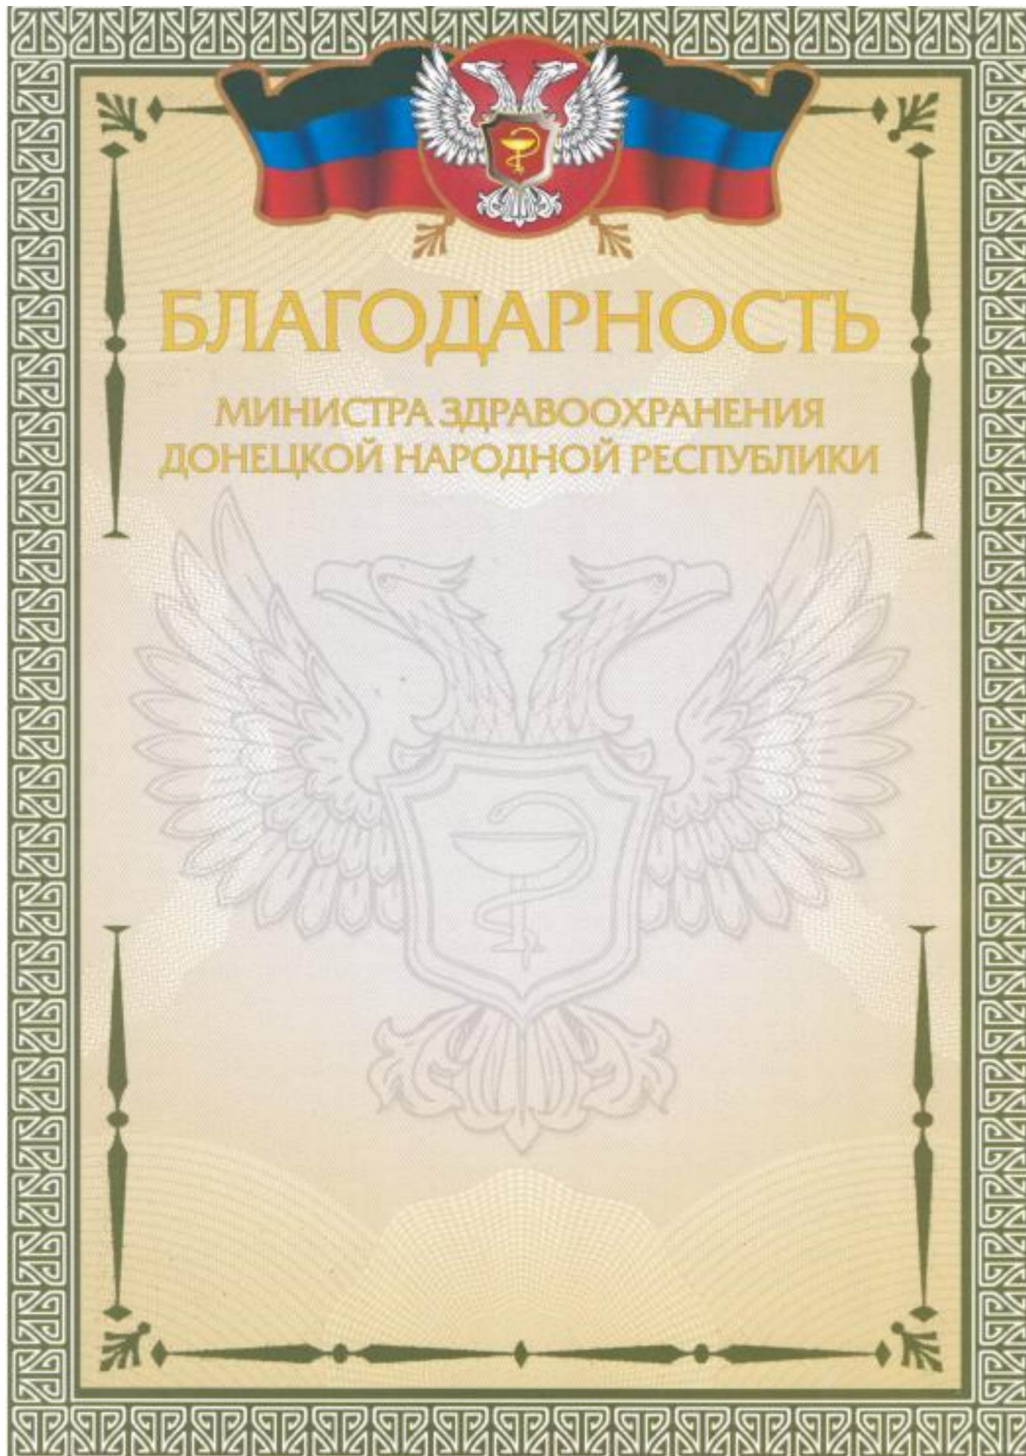 БЛАГОДАРНОСТЬ
МИНИСТРА ЗДРАВООХРАНЕНИЯ
ДОНЕЦКОЙ НАРОДНОЙ РЕСПУБЛИКИ